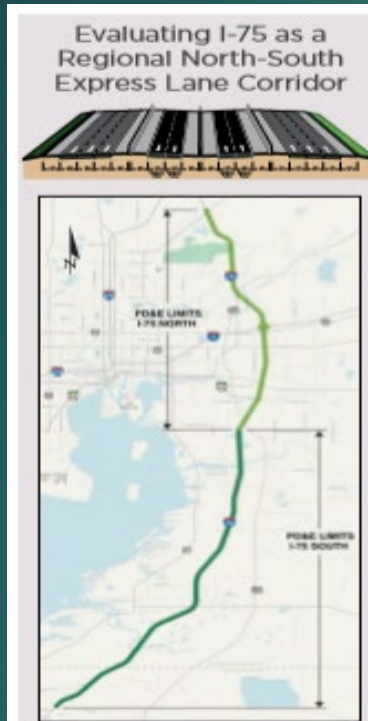 Evaluating I-75 as a
Regional North-South
Express Lane Corridor
N
PD&E LIMITS
I-75 NORTH
PD&E LIMITS
I-75 SOUTH